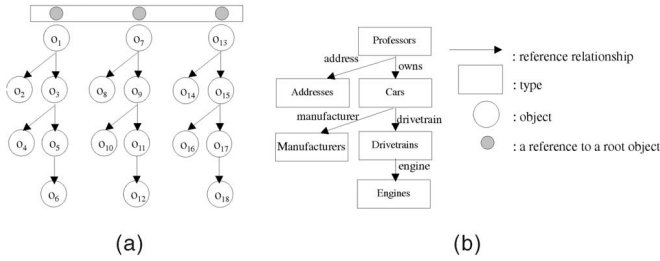 O1 O7 O13
O2 O3 O8 O9 O14 O15
O4 O5 O10 O11 O16 O17
O6 O12 O18
(a)
Professors
address
owns
Addresses
Cars
manufacturer
drivetrain
Manufacturers
Drivetrains
engine
Engines
(b)
: reference relationship
: type
: object
: a reference to a root object